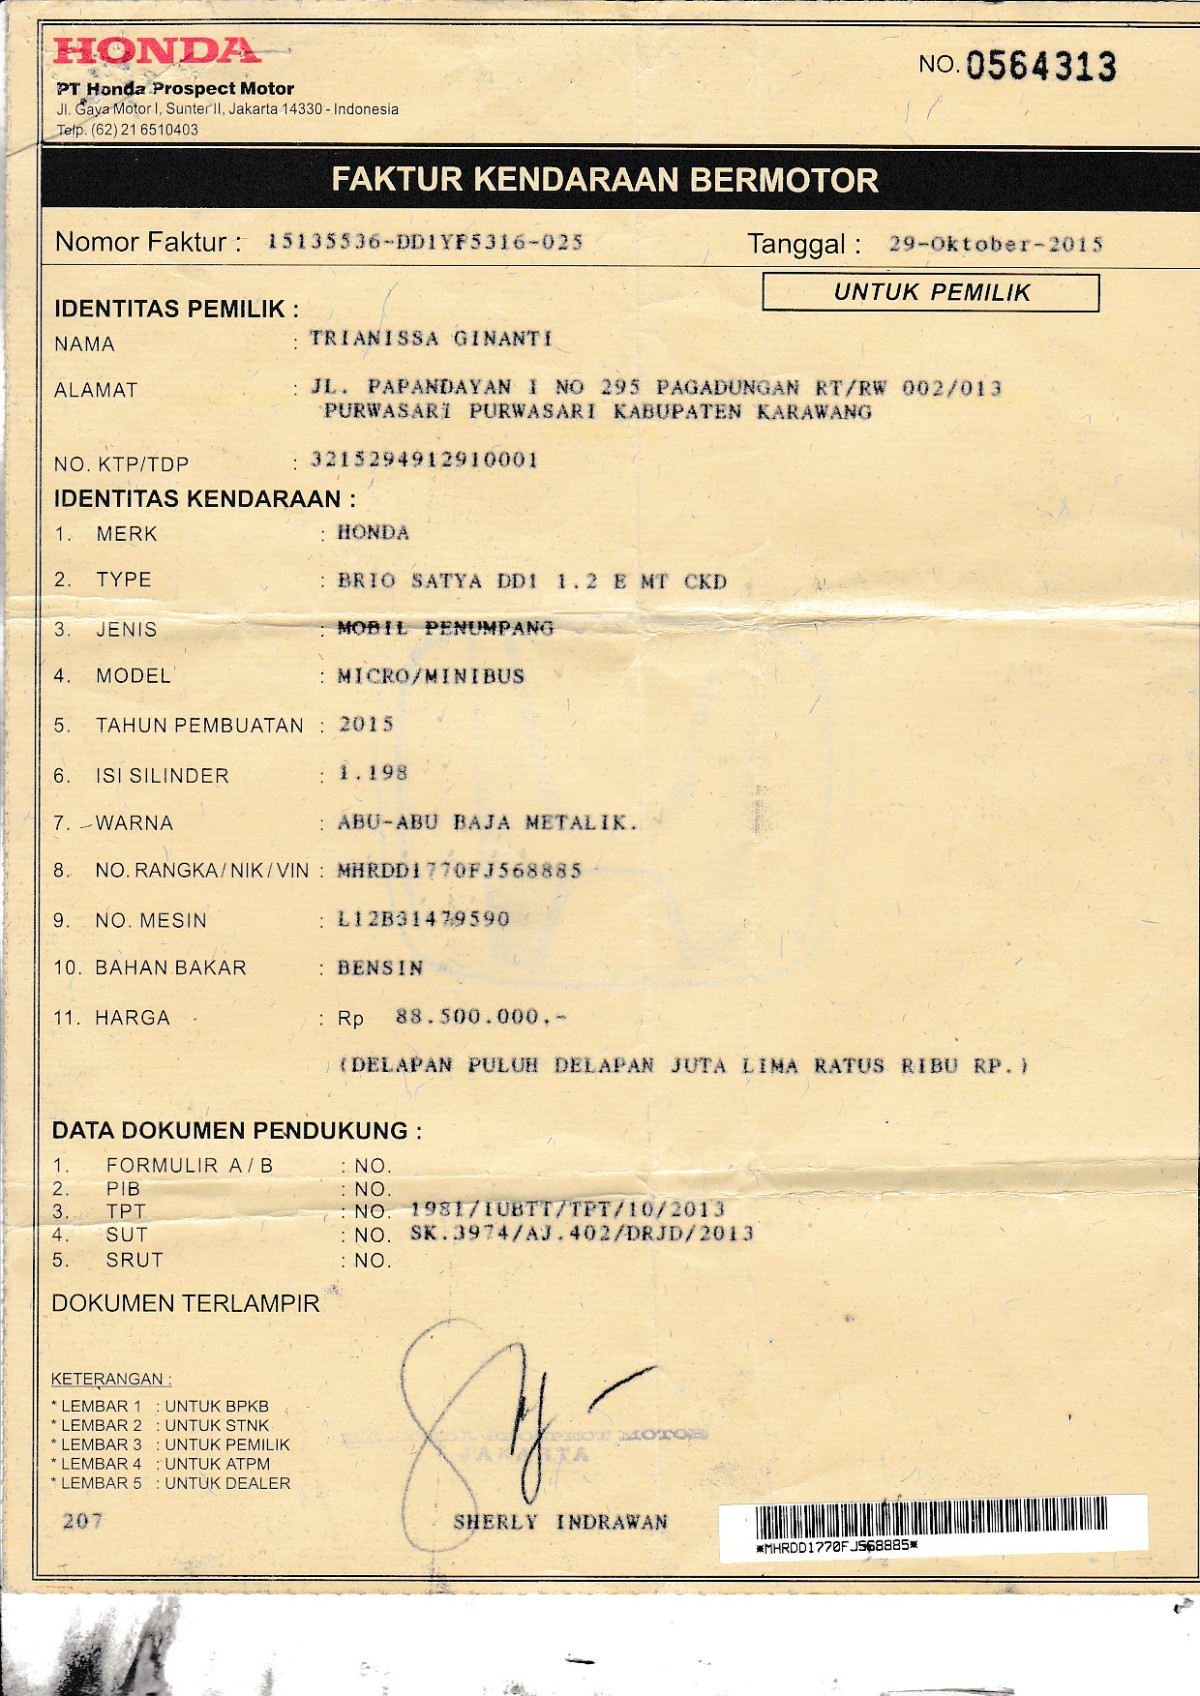 HONDA
PT Honda Prospect Motor
Jl. Gaya Motor I, Sunter II, Jakarta 14330 - Indonesia
Telp. (62) 21 6510403
NO. 0564313
FAKTUR KENDARAAN BERMOTOR
Nomor Faktur : 15135536-DD1YF5316-025 Tanggal : 29-Oktober-2015
UNTUK PEMILIK
IDENTITAS PEMILIK :
NAMA : TRIANISSA GINANTI
ALAMAT : JL. PAPANDAYAN I NO 295 PAGADUNGAN RT/RW 002/013
PURWASARI PURWASARI KABUPATEN KARAWANG
NO. KTP/TDP : 3215294912910001
IDENTITAS KENDARAAN :
1. MERK : HONDA
2. TYPE : BRIO SATYA DD1 1.2 E MT CKD
3. JENIS : MOBIL PENUMPANG
4. MODEL : MICRO/MINIBUS
5. TAHUN PEMBUATAN : 2015
6. ISI SILINDER : 1.198
7. WARNA : ABU-ABU BAJA METALIK.
8. NO. RANGKA / NIK / VIN : MHRDD1770FJ568885
9. NO. MESIN : L12B31479590
10. BAHAN BAKAR : BENSIN
11. HARGA : Rp 88.500.000,-
(DELAPAN PULUH DELAPAN JUTA LIMA RATUS RIBU RP.)
DATA DOKUMEN PENDUKUNG :
1. FORMULIR A / B : NO.
2. PIB : NO.
3. TPT : NO. 1981/IUBTT/TPT/10/2013
4. SUT : NO. SK.3974/AJ.402/DRJD/2013
5. SRUT : NO.
DOKUMEN TERLAMPIR
KETERANGAN :
* LEMBAR 1 : UNTUK BPKB
* LEMBAR 2 : UNTUK STNK
* LEMBAR 3 : UNTUK PEMILIK
* LEMBAR 4 : UNTUK ATPM
* LEMBAR 5 : UNTUK DEALER
PROSPECT MOTOR
JAKARTA
207
SHERLY INDRAWAN
*MHRDD1770FJ568885*